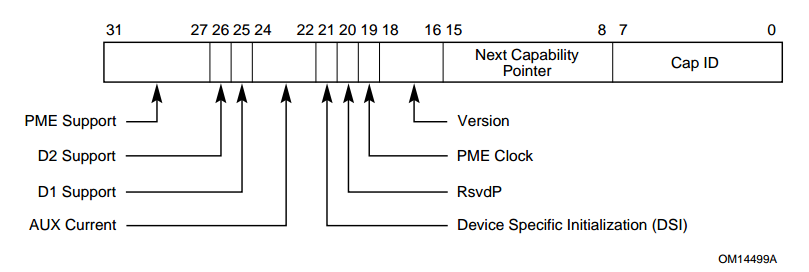 31 27 26 25 24 22 21 20 19 18 16 15 8 7 0
Next Capability
Pointer
Cap ID
PME Support
Version
D2 Support
PME Clock
D1 Support
RsvdP
AUX Current
Device Specific Initialization (DSI)
OM14499A